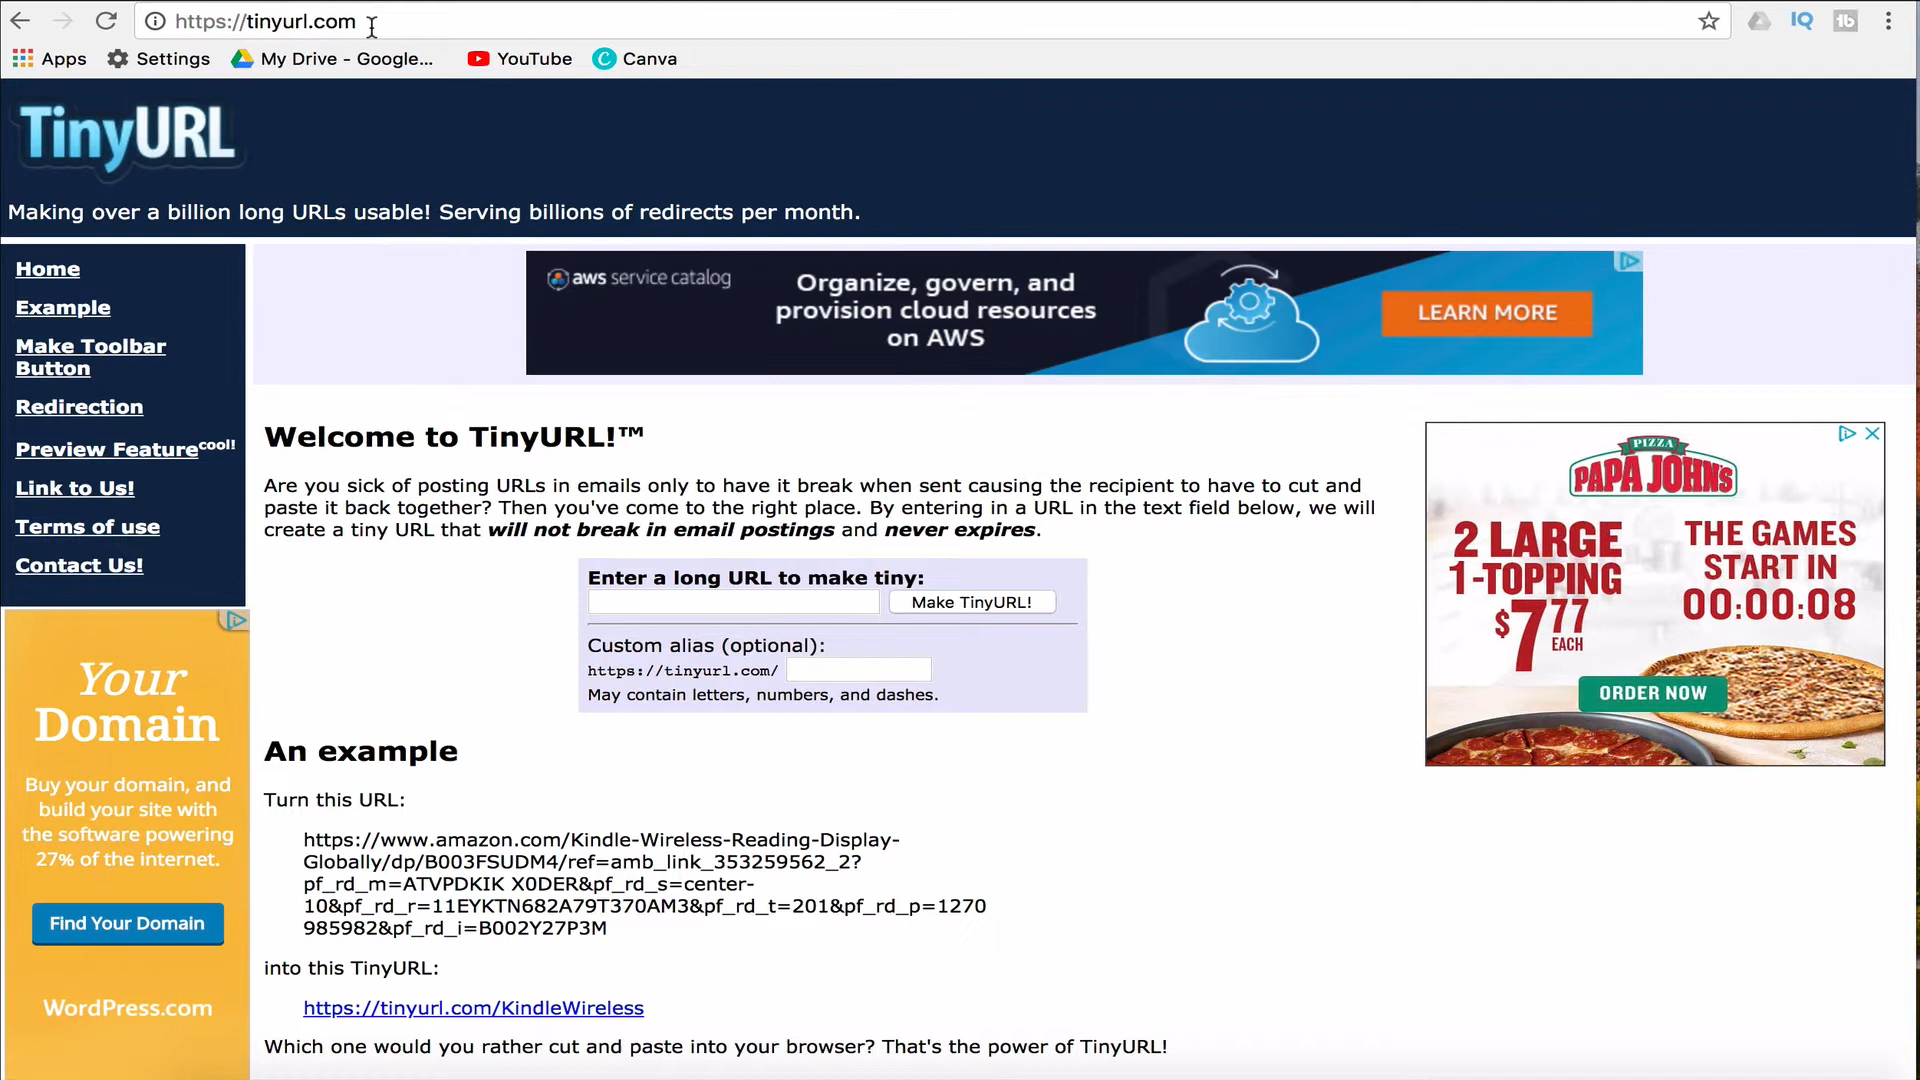 https://tinyurl.com
IQ
tb
Apps
Settings
My Drive - Google...
YouTube
Canva
TinyURL
Making over a billion long URLs usable! Serving billions of redirects per month.
Home
Example
Make Toolbar
Button
Redirection
Preview Feature cool!
Link to Us!
Terms of use
Contact Us!
aws service catalog
Organize, govern, and
provision cloud resources
on AWS
LEARN MORE
Welcome to TinyURL!™
Are you sick of posting URLs in emails only to have it break when sent causing the recipient to have to cut and
paste it back together? Then you've come to the right place. By entering in a URL in the text field below, we will
create a tiny URL that will not break in email postings and never expires.
Enter a long URL to make tiny:
Make TinyURL!
Custom alias (optional):
https://tinyurl.com/
May contain letters, numbers, and dashes.
An example
Turn this URL:
https://www.amazon.com/Kindle-Wireless-Reading-Display-
Globally/dp/B003FSUDM4/ref=amb_link_353259562_2?
pf_rd_m=ATVPDKIK X0DER&pf_rd_s=center-
10&pf_rd_r=11EYKTN682A79T370AM3&pf_rd_t=201&pf_rd_p=1270
985982&pf_rd_i=B002Y27P3M
into this TinyURL:
https://tinyurl.com/KindleWireless
Which one would you rather cut and paste into your browser? That's the power of TinyURL!
PIZZA
PAPA JOHN'S
2 LARGE
1-TOPPING
$7.77
EACH
THE GAMES
START IN
00:00:08
ORDER NOW
Your
Domain
Buy your domain, and
build your site with
the software powering
27% of the internet.
Find Your Domain
WordPress.com